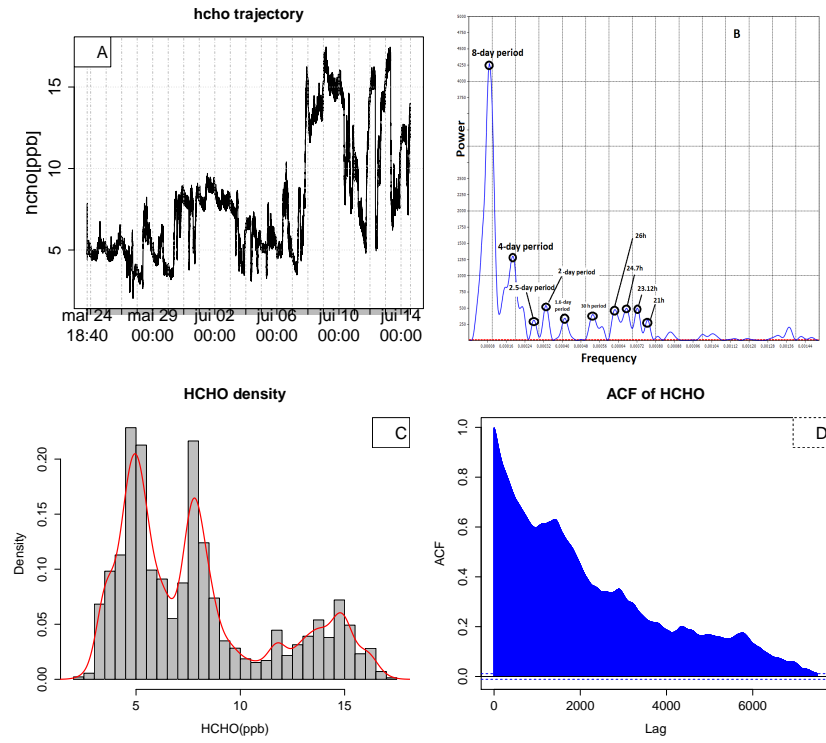 hcho trajectory
A
hcho[ppb]
5 10 15
mai 24 18:40
mai 29 00:00
jui 02 00:00
jui 06 00:00
jui 10 00:00
jui 14 00:00
B
8-day period
4-day perriod
2.5-day period
2-day period
1.6-day period
30 h period
26h
24.7h
23.12h
21h
Power
Frequency
HCHO density
C
Density
0.00 0.05 0.10 0.15 0.20
5 10 15
HCHO(ppb)
ACF of HCHO
D
ACF
0.0 0.2 0.4 0.6 0.8 1.0
0 2000 4000 6000
Lag